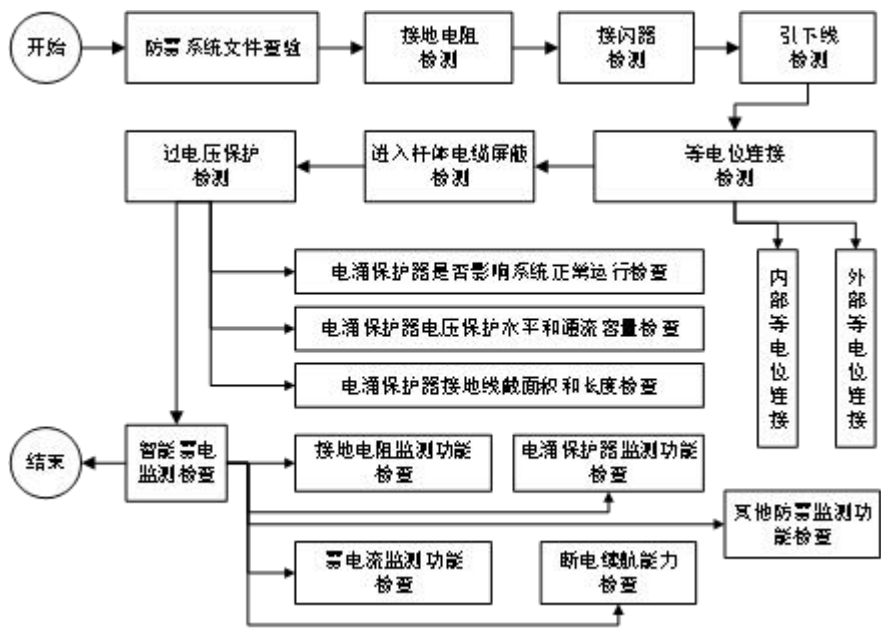 开始
防雷系统文件查验
接地电阻
检测
接闪器
检测
引下线
检测
过电压保护
检测
进入杆体电缆屏蔽
检测
等电位连接
检测
电涌保护器是否影响系统正常运行检查
电涌保护器电压保护水平和通流容量检查
电涌保护器接地线截面积和长度检查
内部等电位连接
外部等电位连接
结束
智能雷电
监测检查
接地电阻监测功能
检查
电涌保护器监测功能
检查
其他防雷监测功
能检查
雷电流监测功能
检查
断电续航能力
检查